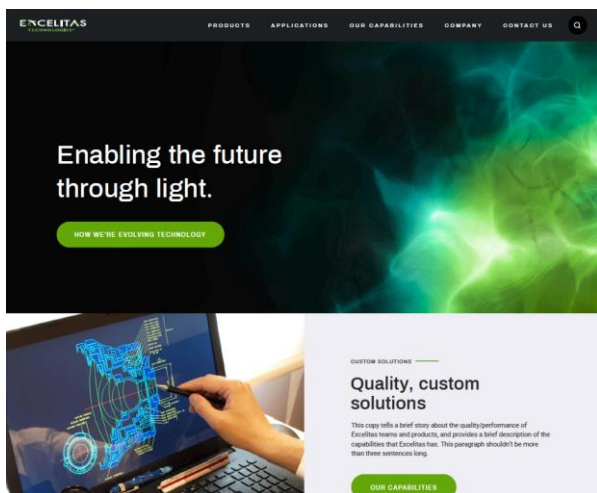 EXCELITAS
TECHNOLOGIES
PRODUCTS APPLICATIONS OUR CAPABILITIES COMPANY CONTACT US
Enabling the future
through light.
HOW WE'RE EVOLVING TECHNOLOGY
CUSTOM SOLUTIONS
Quality, custom
solutions
This copy tells a brief story about the quality/performance of
Excelitas teams and products, and provides a brief description of the
capabilities that Excelitas has. This paragraph shouldn't be more
than three sentences long.
OUR CAPABILITIES